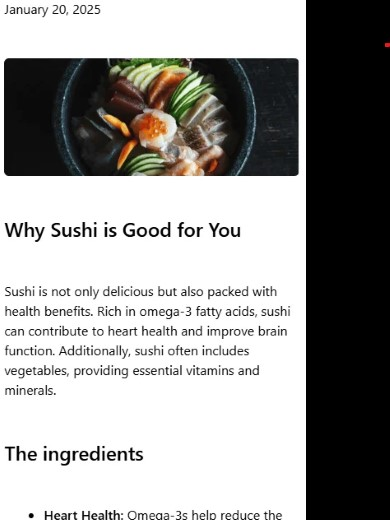 January 20, 2025
Why Sushi is Good for You
Sushi is not only delicious but also packed with
health benefits. Rich in omega-3 fatty acids, sushi
can contribute to heart health and improve brain
function. Additionally, sushi often includes
vegetables, providing essential vitamins and
minerals.
The ingredients
• Heart Health: Omega-3s help reduce the